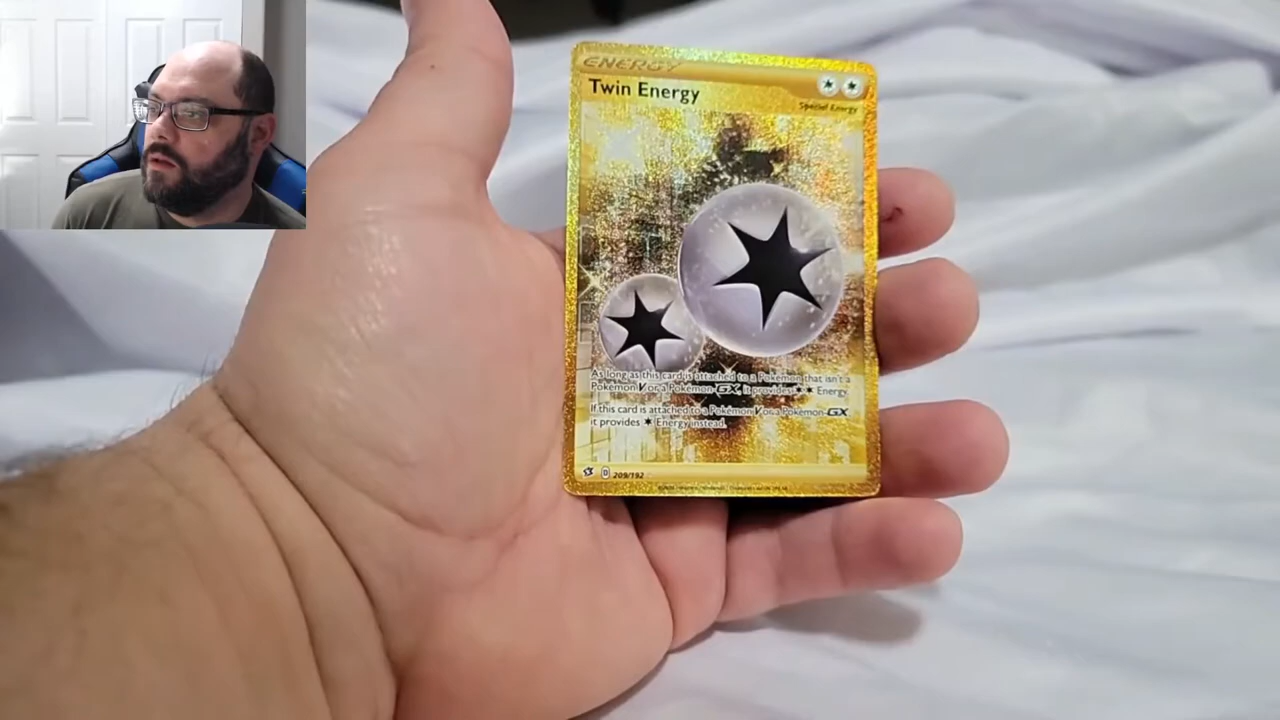 ENERGY
Twin Energy
Special Energy
As long as this card is attached to a Pokémon that isn't a
Pokémon V or a Pokémon-GX, it provides Energy.
If this card is attached to a Pokémon V or a Pokémon-GX
it provides Energy instead.
D 209/192